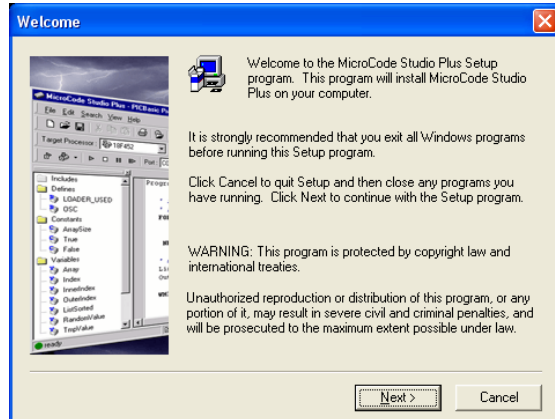 Welcome
Welcome to the MicroCode Studio Plus Setup
program. This program will install MicroCode Studio
Plus on your computer.
It is strongly recommended that you exit all Windows programs
before running this Setup program.
Click Cancel to quit Setup and then close any programs you
have running. Click Next to continue with the Setup program.
WARNING: This program is protected by copyright law and
international treaties.
Unauthorized reproduction or distribution of this program, or any
portion of it, may result in severe civil and criminal penalties, and
will be prosecuted to the maximum extent possible under law.
MicroCode Studio Plus - PICBasic
File Edit Search View Help
Target Processor: 18F452
Includes
Defines
LOADER_USED
OSC
Constants
ArraySize
True
False
Variables
Array
Index
InnerIndex
OuterIndex
ListSorted
RandomValue
TmpValue
ready
Next >
Cancel